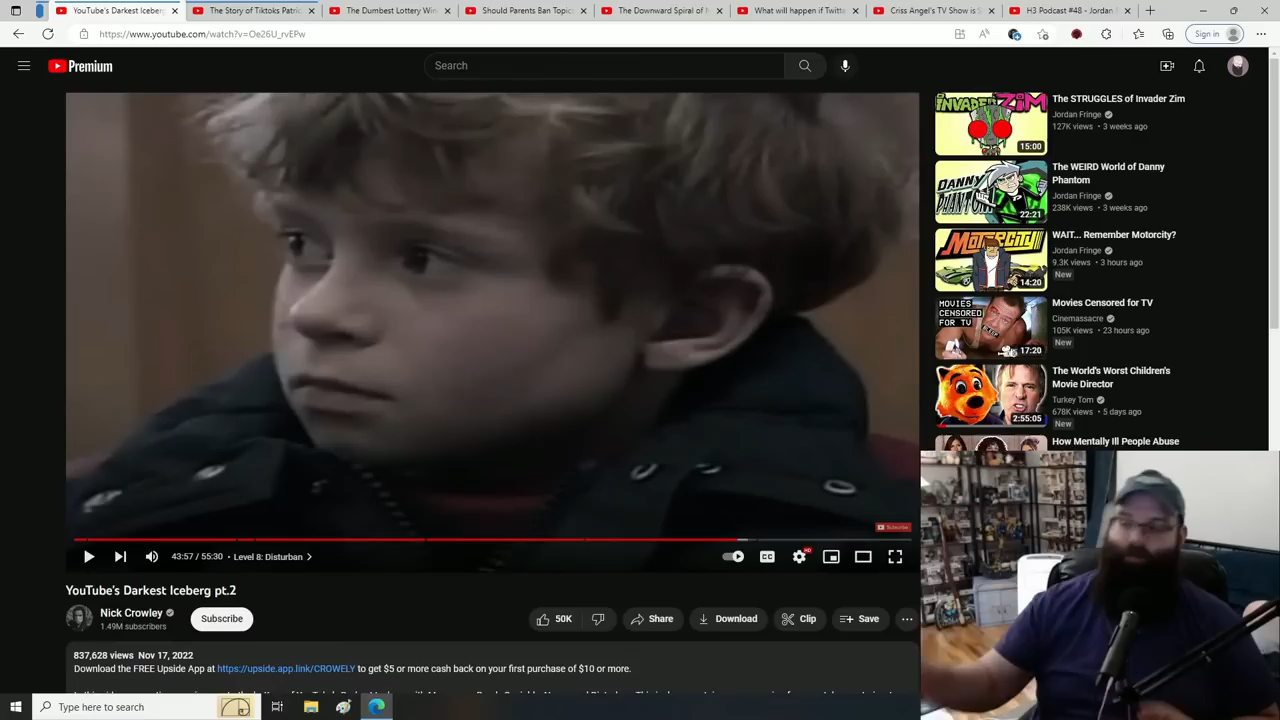 YouTube's Darkest Iceberg
The Story of Tiktoks Patric
The Dumbest Lottery Win
Should Parents Ban Topic
The Downward Spiral of
What will happen if Twitte
Criss Angel's TV Show is S
H3 Podcast #48 - Jordan P
https://www.youtube.com/watch?v=Oe26U_rvEPw
Sign in
Premium
Search
INVADER ZIM
15:00
The STRUGGLES of Invader Zim
Jordan Fringe
127K views • 3 weeks ago
DANNY PHANTOM
22:21
The WEIRD World of Danny
Phantom
Jordan Fringe
238K views • 3 weeks ago
MOTORCITY
14:20
WAIT... Remember Motorcity?
Jordan Fringe
9.3K views • 3 hours ago
New
MOVIES
CENSORED
FOR TV
17:20
Movies Censored for TV
Cinemassacre
105K views • 23 hours ago
New
2:55:05
The World's Worst Children's
Movie Director
Turkey Tom
678K views • 5 days ago
New
How Mentally Ill People Abuse
Subscribe
43:57 / 55:30 • Level 8: Disturban
CC
HD
YouTube's Darkest Iceberg pt.2
Nick Crowley
1.49M subscribers
Subscribe
50K
Share
Download
Clip
Save
837,628 views Nov 17, 2022
Download the FREE Upside App at https://upside.app.link/CROWELY to get $5 or more cash back on your first purchase of $10 or more.
Type here to search